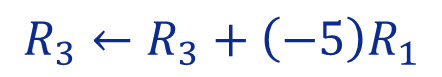 R₃ ← R₃ + (−5)R₁